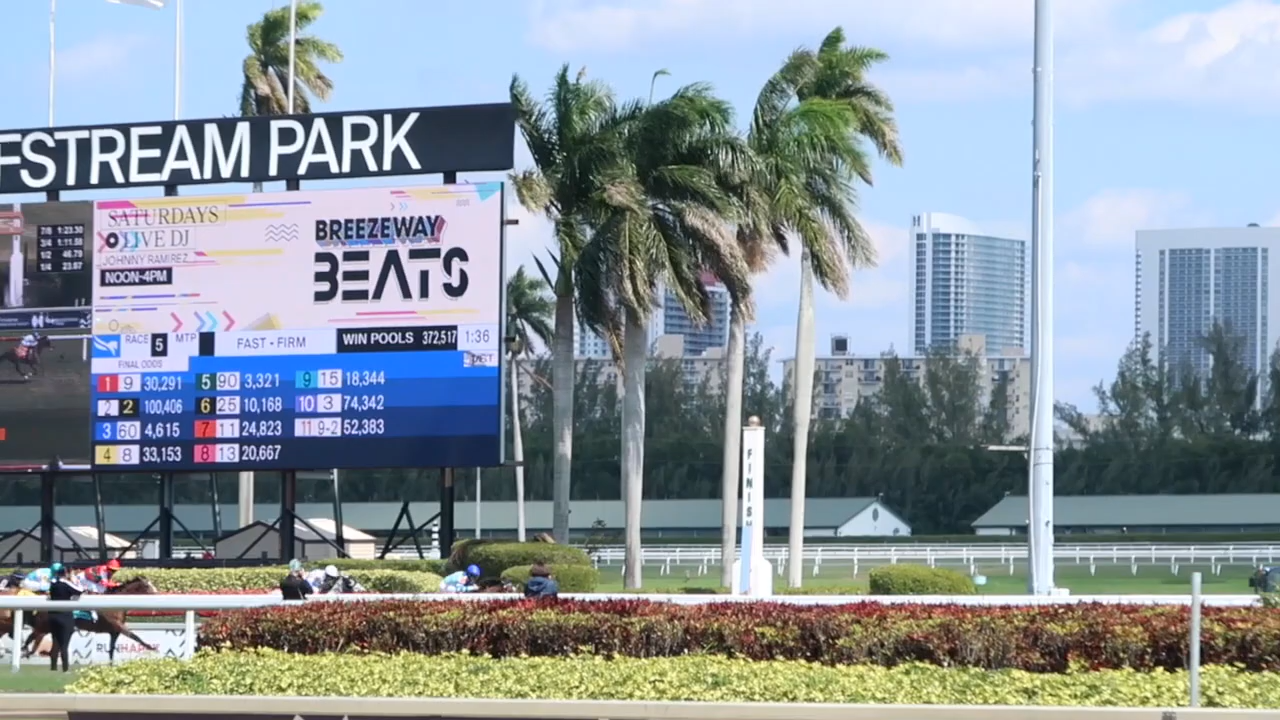 FSTREAM PARK
7/8 1:23.30
3/4 1:11.58
1/2 46.79
1/4 23.87
SATURDAYS
LIVE DJ
JOHNNY RAMIREZ
NOON-4PM
BREEZEWAY
BEATS
RACE 5 MTP FAST - FIRM WIN POOLS 372,517 1:36
FINAL ODDS
1 9 30,291 5 90 3,321 9 15 18,344
2 2 100,406 6 25 10,168 10 3 74,342
3 60 4,615 7 11 24,823 11 9-2 52,383
4 8 33,153 8 13 20,667
FINISH
RUNHAPPY